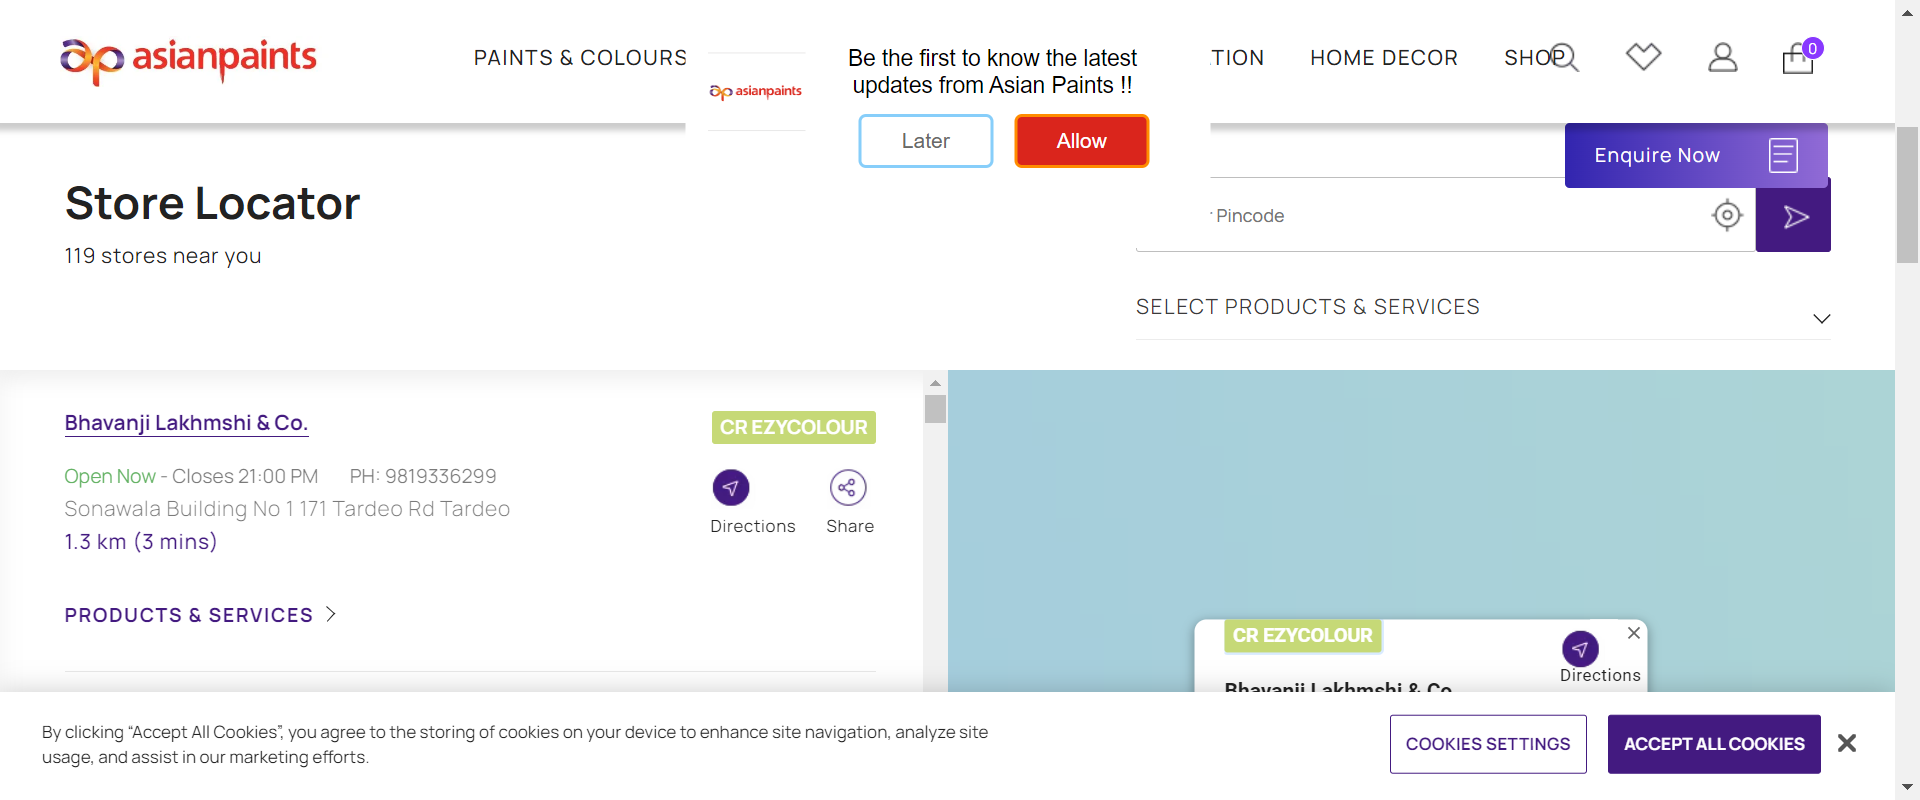 asianpaints
PAINTS & COLOURS
TION
HOME DECOR
SHOP
0
asianpaints
Be the first to know the latest
updates from Asian Paints !!
Later
Allow
Enquire Now
Store Locator
119 stores near you
Pincode
SELECT PRODUCTS & SERVICES
Bhavanji Lakhmshi & Co.
CR EZYCOLOUR
Open Now - Closes 21:00 PM PH: 9819336299
Sonawala Building No 1 171 Tardeo Rd Tardeo
1.3 km (3 mins)
Directions
Share
PRODUCTS & SERVICES
CR EZYCOLOUR
Directions
Bhavanji Lakhmshi & Co
By clicking “Accept All Cookies”, you agree to the storing of cookies on your device to enhance site navigation, analyze site
usage, and assist in our marketing efforts.
COOKIES SETTINGS
ACCEPT ALL COOKIES